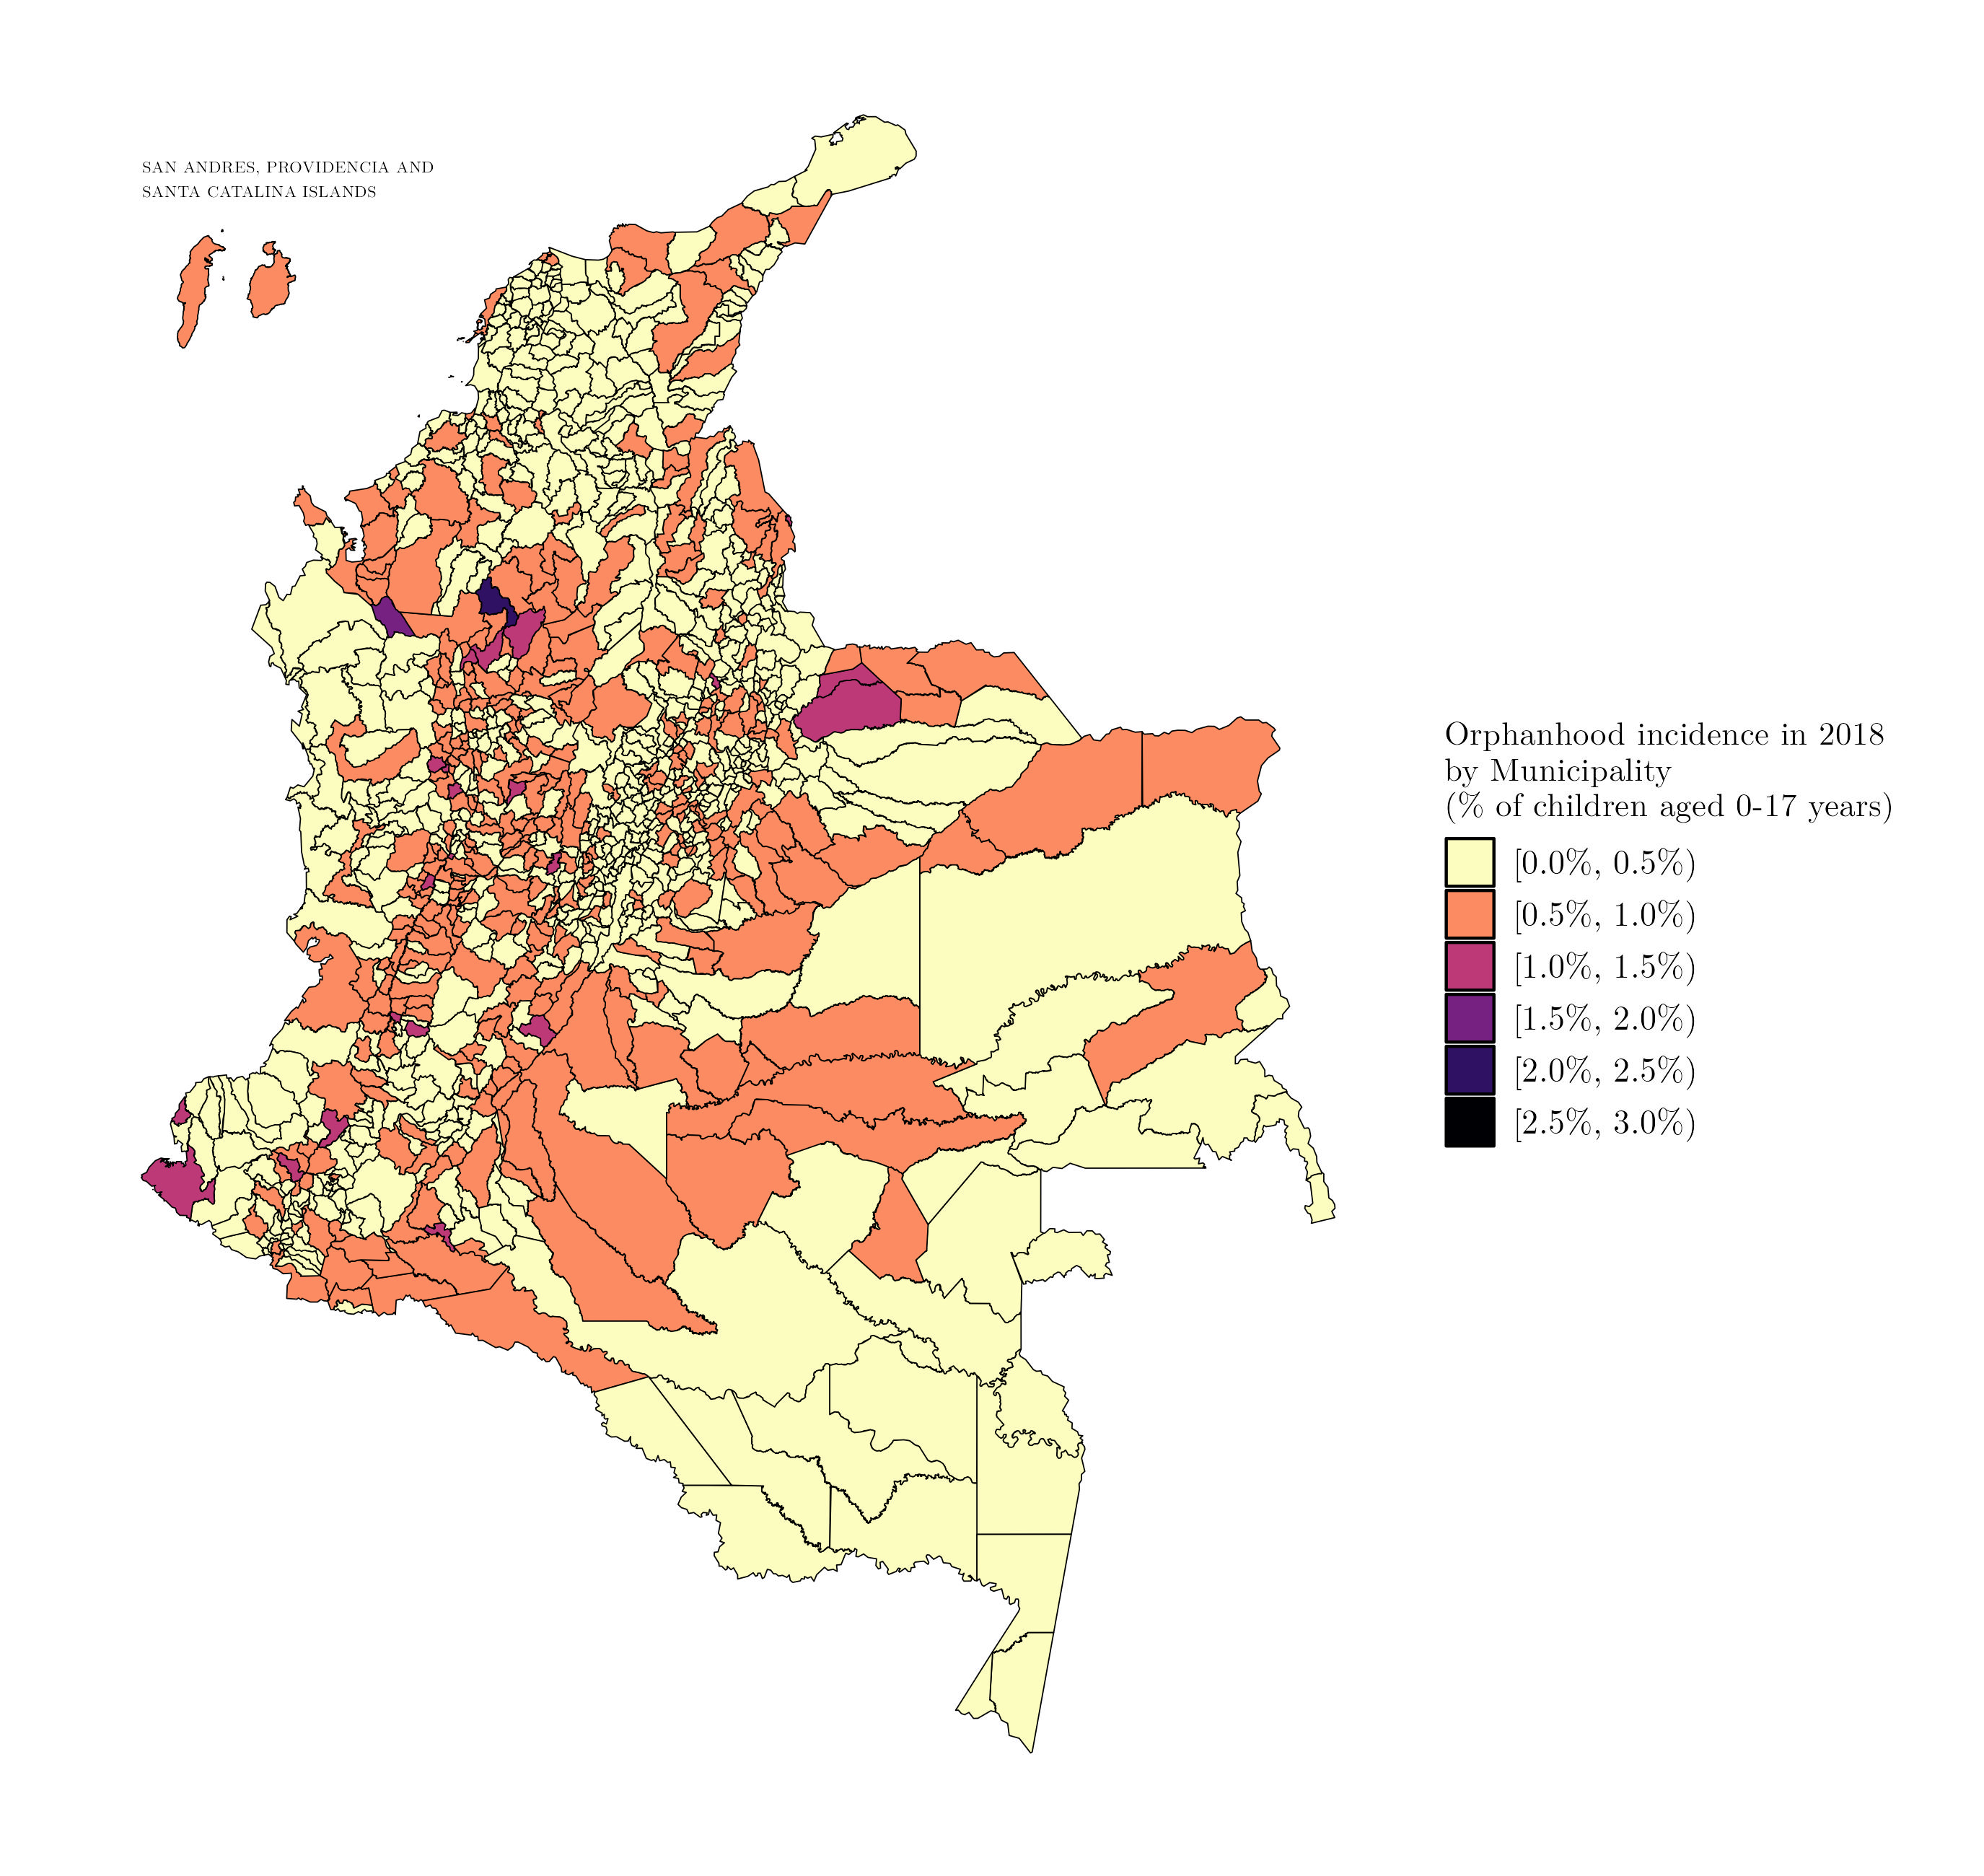 SAN ANDRES, PROVIDENCIA AND
SANTA CATALINA ISLANDS
Orphanhood incidence in 2018
by Municipality
(% of children aged 0-17 years)
[0.0%, 0.5%)
[0.5%, 1.0%)
[1.0%, 1.5%)
[1.5%, 2.0%)
[2.0%, 2.5%)
[2.5%, 3.0%)